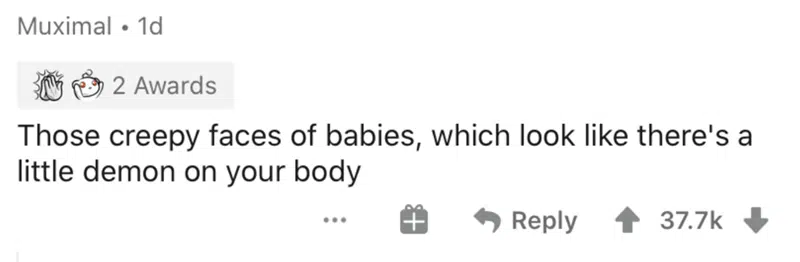 Muximal • 1d
2 Awards
Those creepy faces of babies, which look like there's a
little demon on your body
... Reply 37.7k